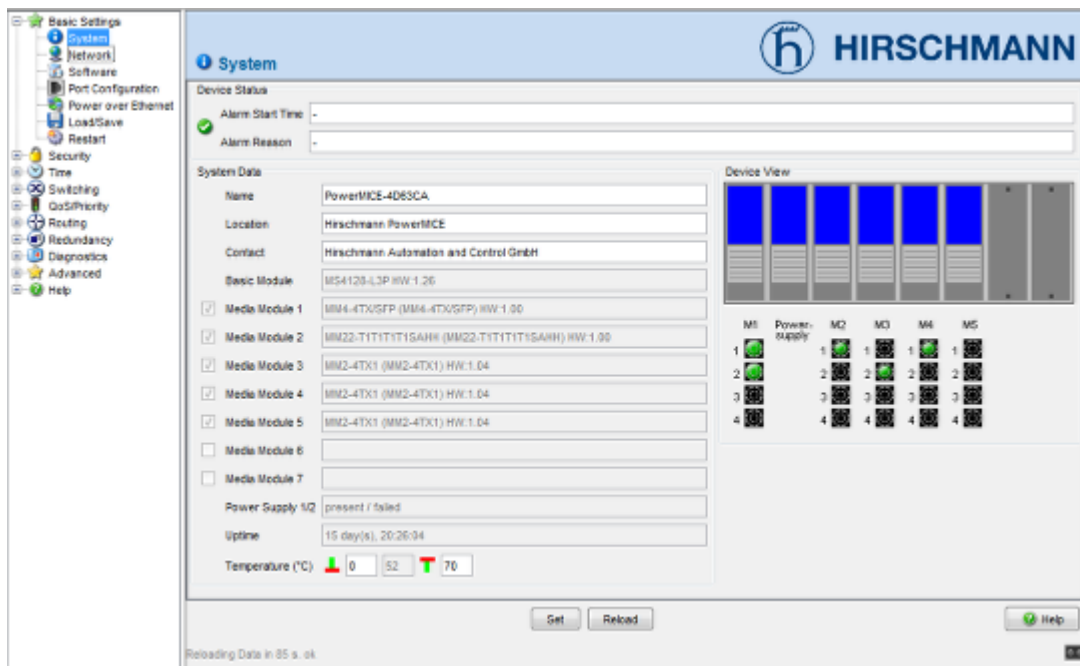 Basic Settings
System
Network
Software
Port Configuration
Power over Ethernet
Load/Save
Restart
Security
Time
Switching
QoS/Priority
Routing
Redundancy
Diagnostics
Advanced
Help
System
HIRSCHMANN
Device Status
Alarm Start Time -
Alarm Reason -
System Data
Name PowerMICE-4D63CA
Location Hirschmann PowerMICE
Contact Hirschmann Automation and Control GmbH
Basic Module MS4128-L3P HW:1.26
Media Module 1 MM4-4TX/SFP (MM4-4TX/SFP) HW:1.00
Media Module 2 MM22-T1T1T1T1SAHH (MM22-T1T1T1T1SAHH) HW:1.00
Media Module 3 MM2-4TX1 (MM2-4TX1) HW:1.04
Media Module 4 MM2-4TX1 (MM2-4TX1) HW:1.04
Media Module 5 MM2-4TX1 (MM2-4TX1) HW:1.04
Media Module 6
Media Module 7
Power Supply 1/2 present / failed
Uptime 15 day(s), 20:26:04
Temperature (°C) 0 52 70
Device View
M1 Power-supply M2 M3 M4 M5
1 1 1 1 1
2 2 2 2 2
3 3 3 3 3
4 4 4 4 4
Set Reload Help
Reloading Data in 85 s. ok